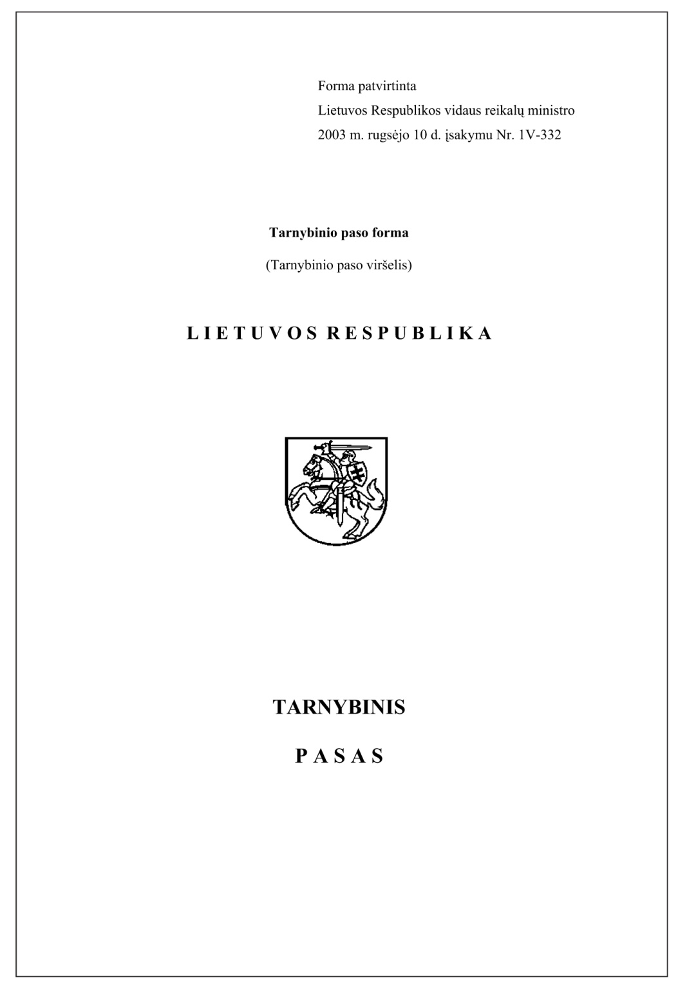 Forma patvirtinta
Lietuvos Respublikos vidaus reikalų ministro
2003 m. rugsėjo 10 d. įsakymu Nr. 1V-332
Tarnybinio paso forma
(Tarnybinio paso viršelis)
L I E T U V O S  R E S P U B L I K A
TARNYBINIS
P A S A S